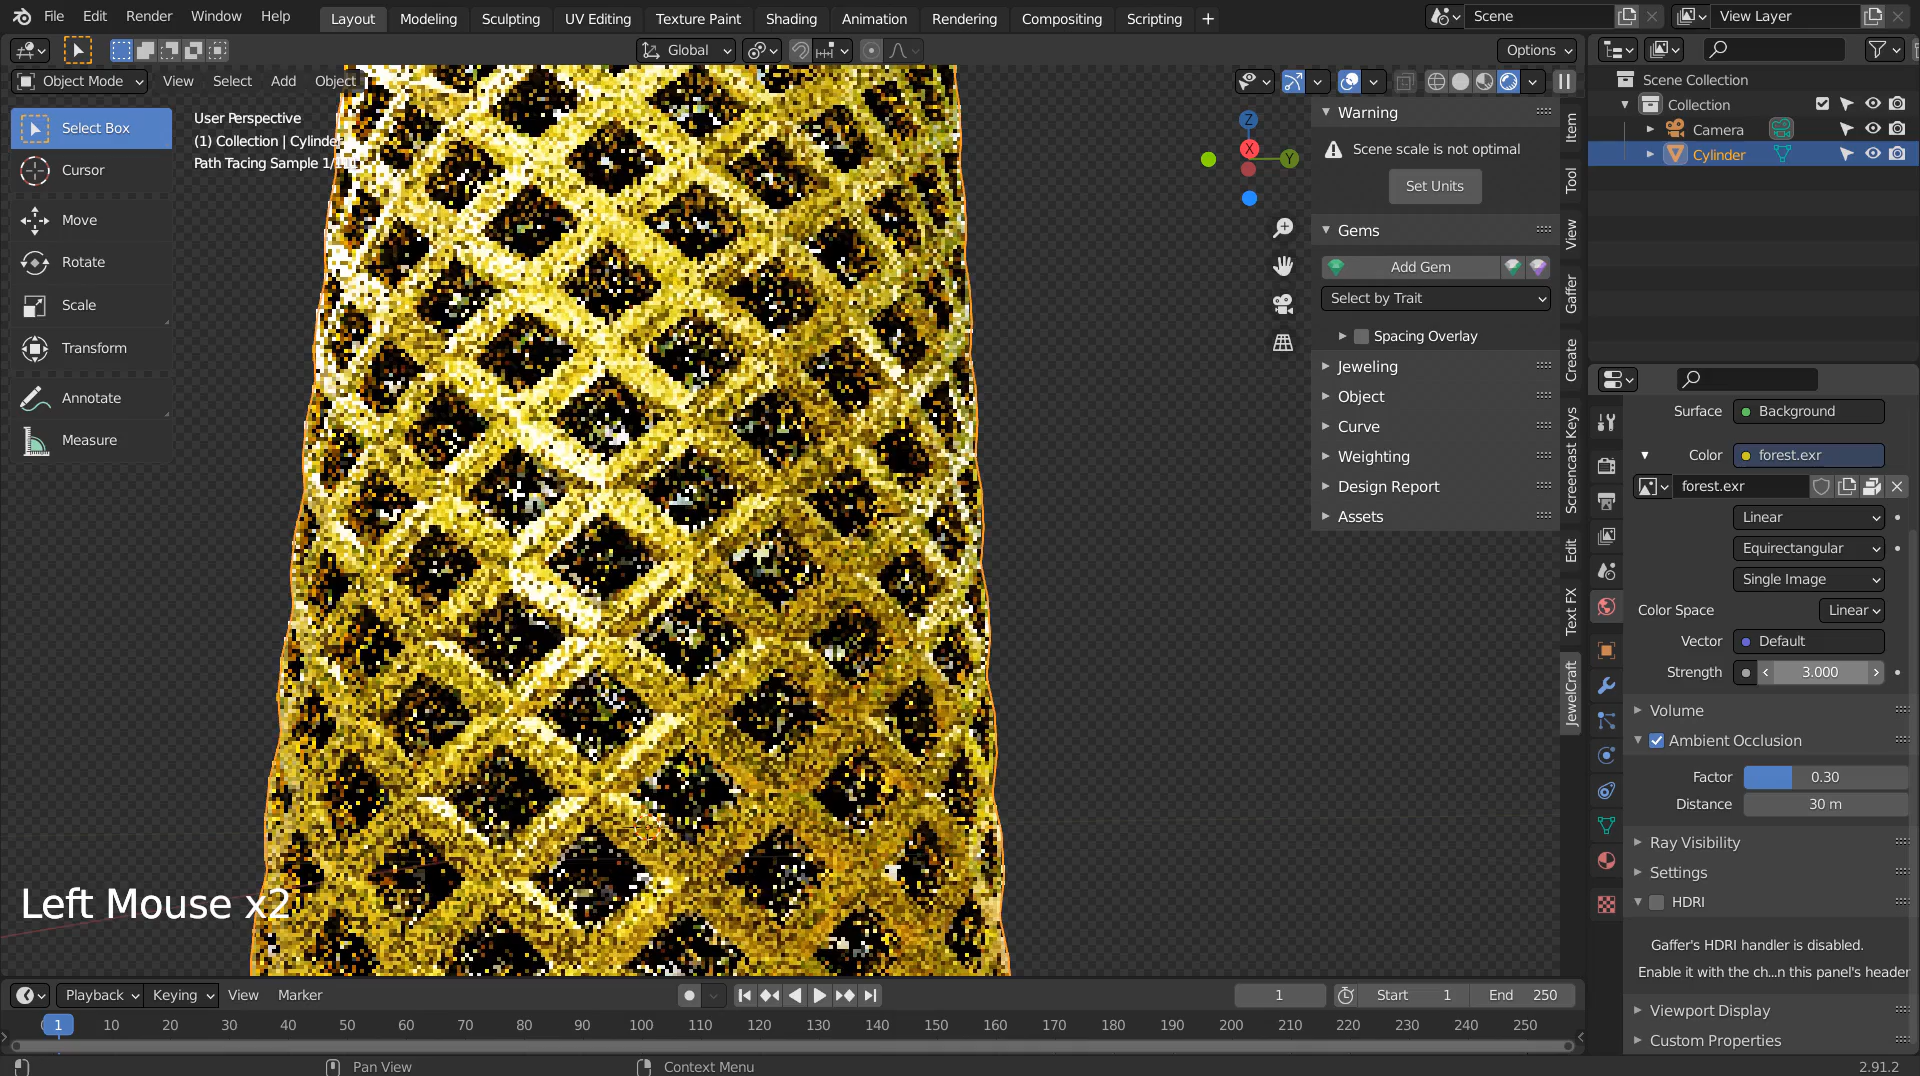 File Edit Render Window Help Layout Modeling Sculpting UV Editing Texture Paint Shading Animation Rendering Compositing Scripting + Scene View Layer
Global Options
Object Mode View Select Add Object
Select Box
Cursor
Move
Rotate
Scale
Transform
Annotate
Measure
User Perspective
(1) Collection | Cylinder
Path Tacing Sample
Z
X
Y
Warning
Scene scale is not optimal
Set Units
Gems
Add Gem
Select by Trait
Spacing Overlay
Jeweling
Object
Curve
Weighting
Design Report
Assets
Item
Tool
View
Gaffer
Create
Screencast Keys
Edit
Text FX
JewelCraft
Scene Collection
Collection
Camera
Cylinder
Surface Background
Color forest.exr
forest.exr
Linear
Equirectangular
Single Image
Color Space Linear
Vector Default
Strength 3.000
Volume
Ambient Occlusion
Factor 0.30
Distance 30 m
Ray Visibility
Settings
HDRI
Gaffer's HDRI handler is disabled.
Enable it with the ch...n this panel's header
Viewport Display
Custom Properties
Left Mouse x2
Playback Keying View Marker 1 Start 1 End 250
1 10 20 30 40 50 60 70 80 90 100 110 120 130 140 150 160 170 180 190 200 210 220 230 240 250
Pan View Context Menu 2.91.2